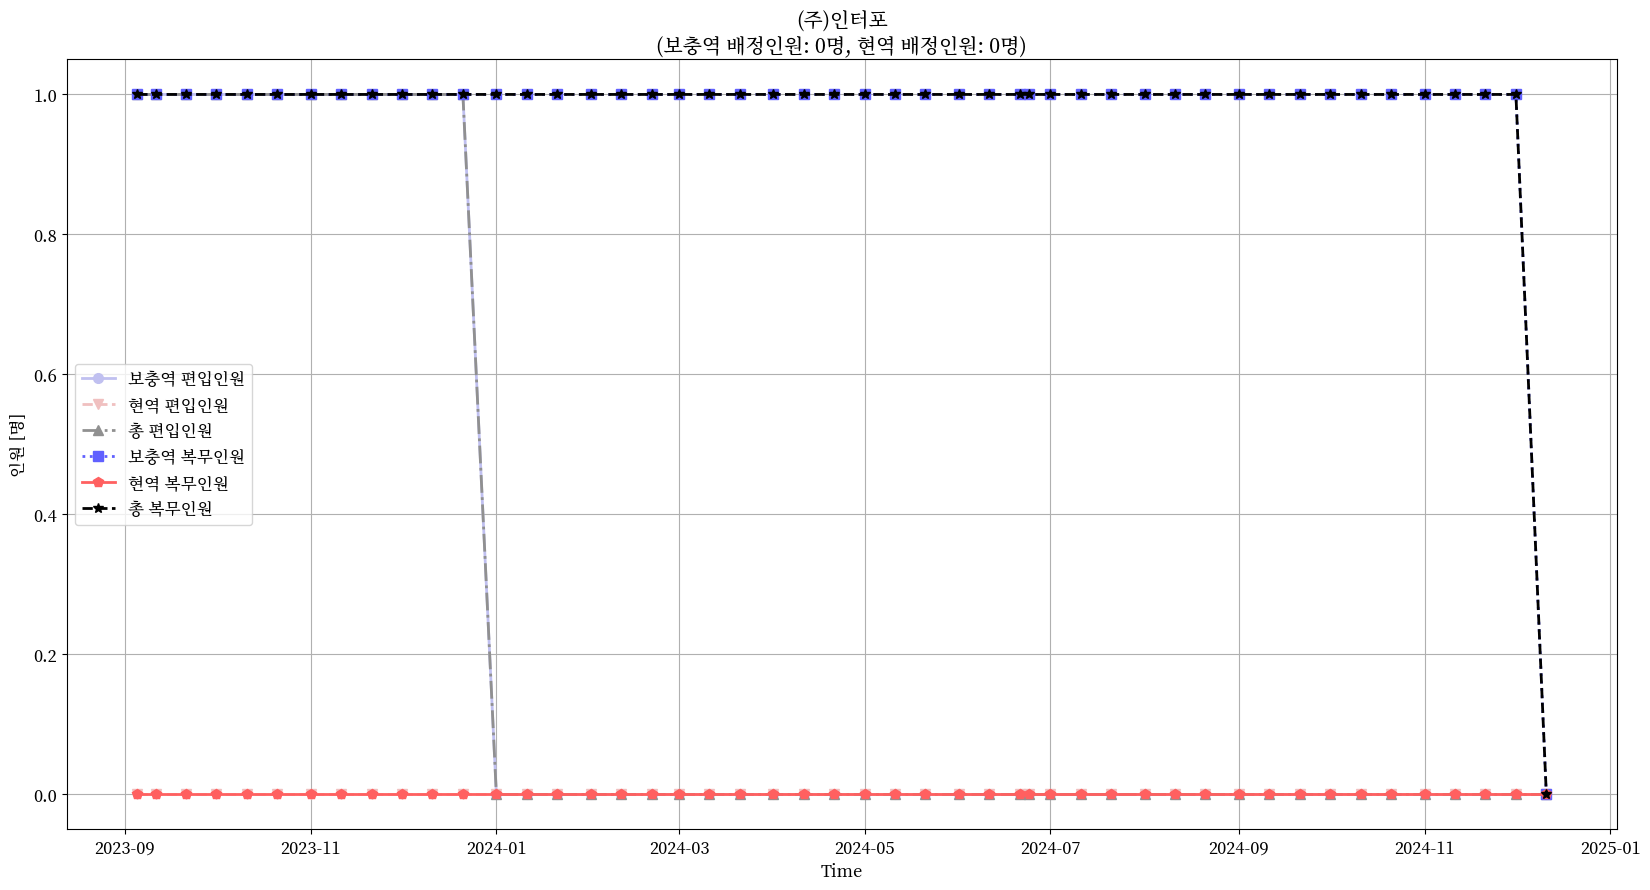 (주)인터포
(보충역 배정인원: 0명, 현역 배정인원: 0명)
인원 [명]
1.0
0.8
0.6
0.4
0.2
0.0
보충역 편입인원
현역 편입인원
총 편입인원
보충역 복무인원
현역 복무인원
총 복무인원
2023-09 2023-11 2024-01 2024-03 2024-05 2024-07 2024-09 2024-11 2025-01
Time